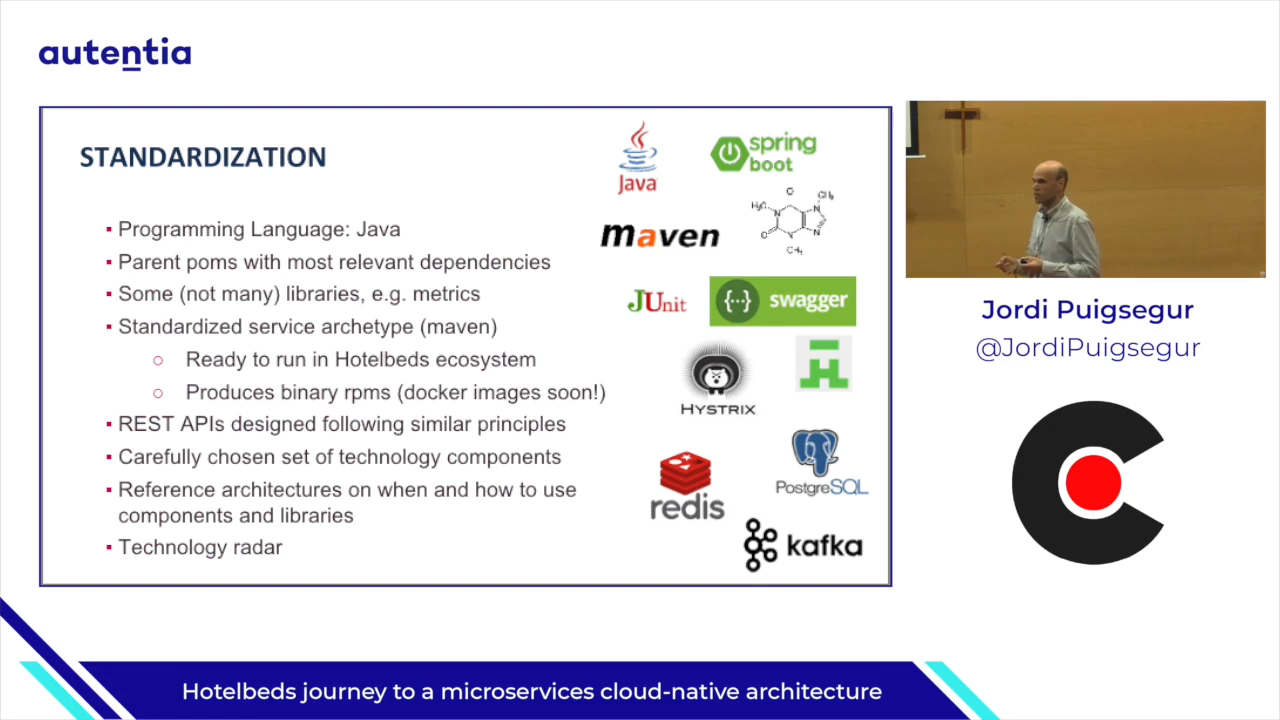 autentia
STANDARDIZATION
Programming Language: Java
Parent poms with most relevant dependencies
Some (not many) libraries, e.g. metrics
Standardized service archetype (maven)
Ready to run in Hotelbeds ecosystem
Produces binary rpms (docker images soon!)
REST APIs designed following similar principles
Carefully chosen set of technology components
Reference architectures on when and how to use
components and libraries
Technology radar
Java
spring
boot
maven
H₃C
N
O
CH₃
N
O
N
N
CH₃
JUnit
{···} swagger
HYSTRIX
H
redis
PostgreSQL
kafka
Jordi Puigsegur
@JordiPuigsegur
Hotelbeds journey to a microservices cloud-native architecture